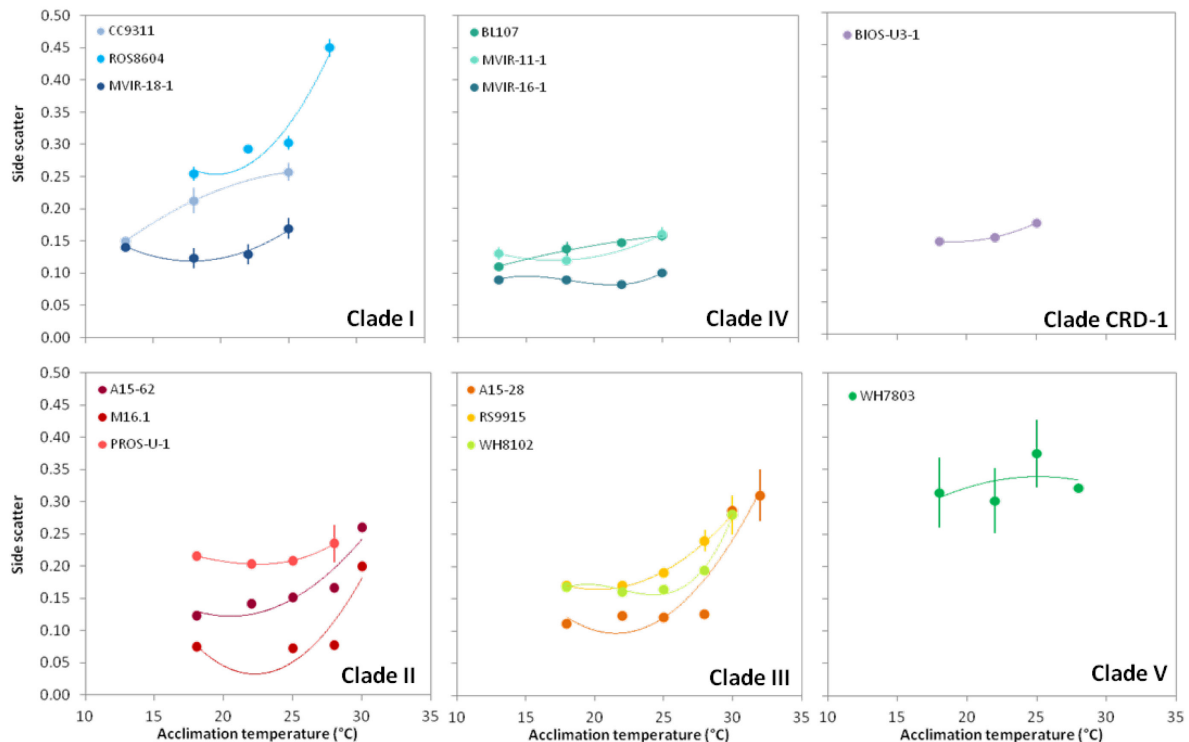 0.50
0.45
0.40
0.35
0.30
0.25
0.20
0.15
0.10
0.05
0.00
Side scatter
CC9311
ROS8604
MVIR-18-1
Clade I
BL107
MVIR-11-1
MVIR-16-1
Clade IV
BIOS-U3-1
Clade CRD-1
0.50
0.45
0.40
0.35
0.30
0.25
0.20
0.15
0.10
0.05
0.00
Side scatter
A15-62
M16.1
PROS-U-1
Clade II
A15-28
RS9915
WH8102
Clade III
WH7803
Clade V
10 15 20 25 30 35
10 15 20 25 30 35
10 15 20 25 30 35
Acclimation temperature (°C)
Acclimation temperature (°C)
Acclimation temperature (°C)